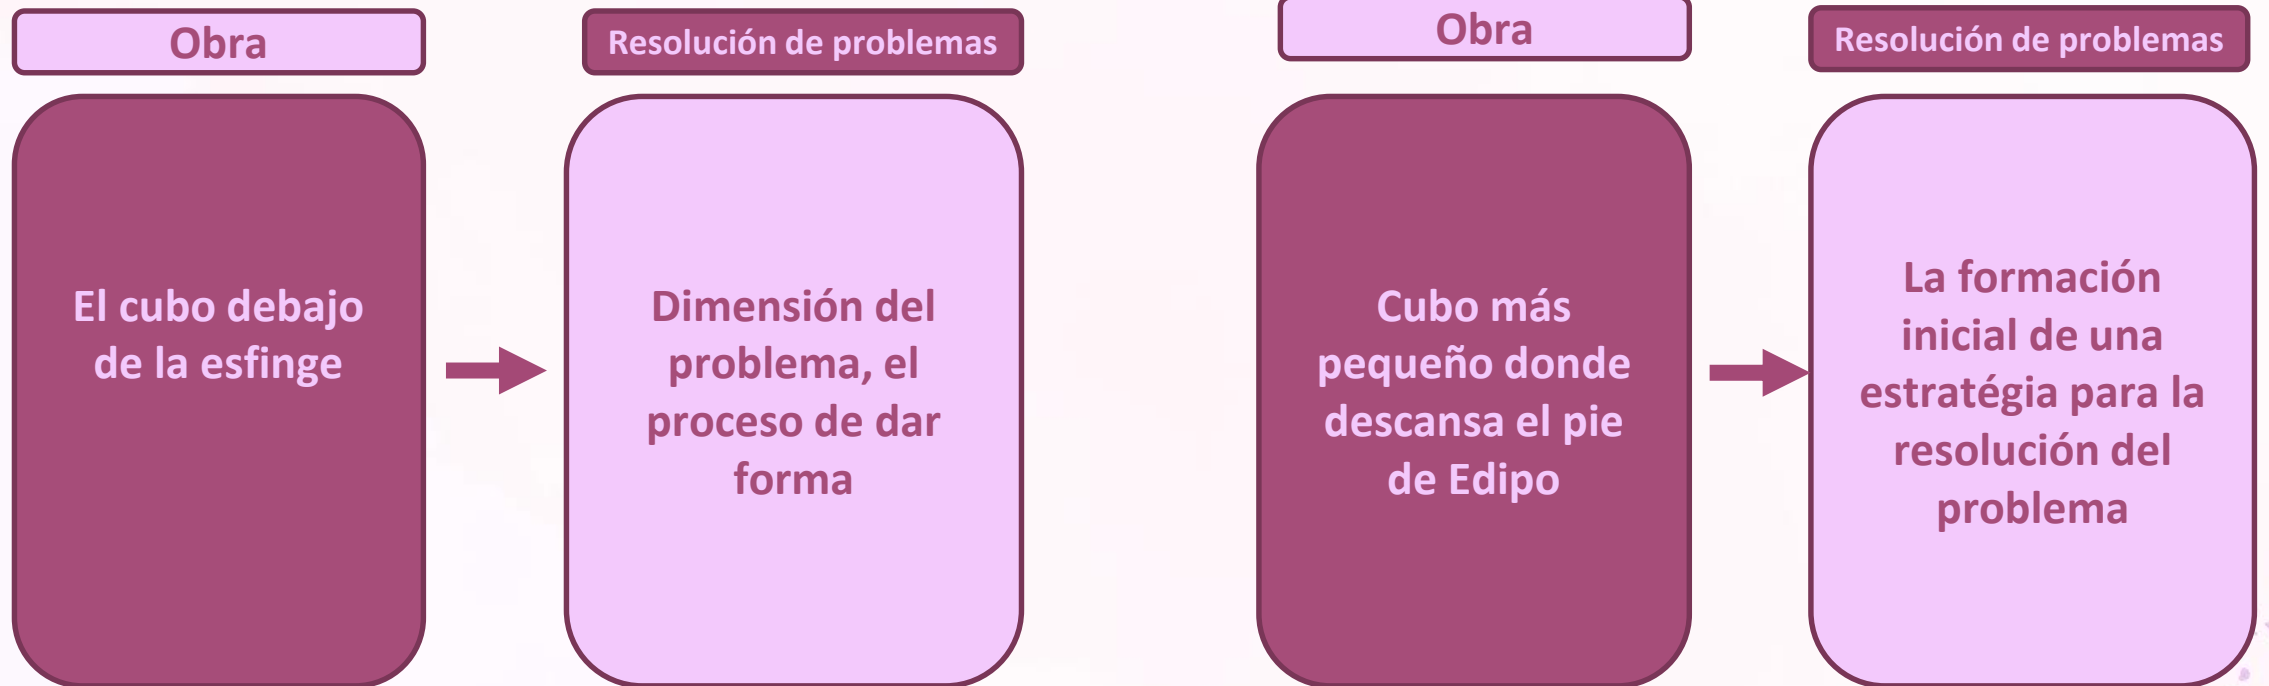 Obra
Resolución de problemas
El cubo debajo
de la esfinge
Dimensión del
problema, el
proceso de dar
forma
Obra
Resolución de problemas
Cubo más
pequeño donde
descansa el pie
de Edipo
La formación
inicial de una
estratégia para la
resolución del
problema